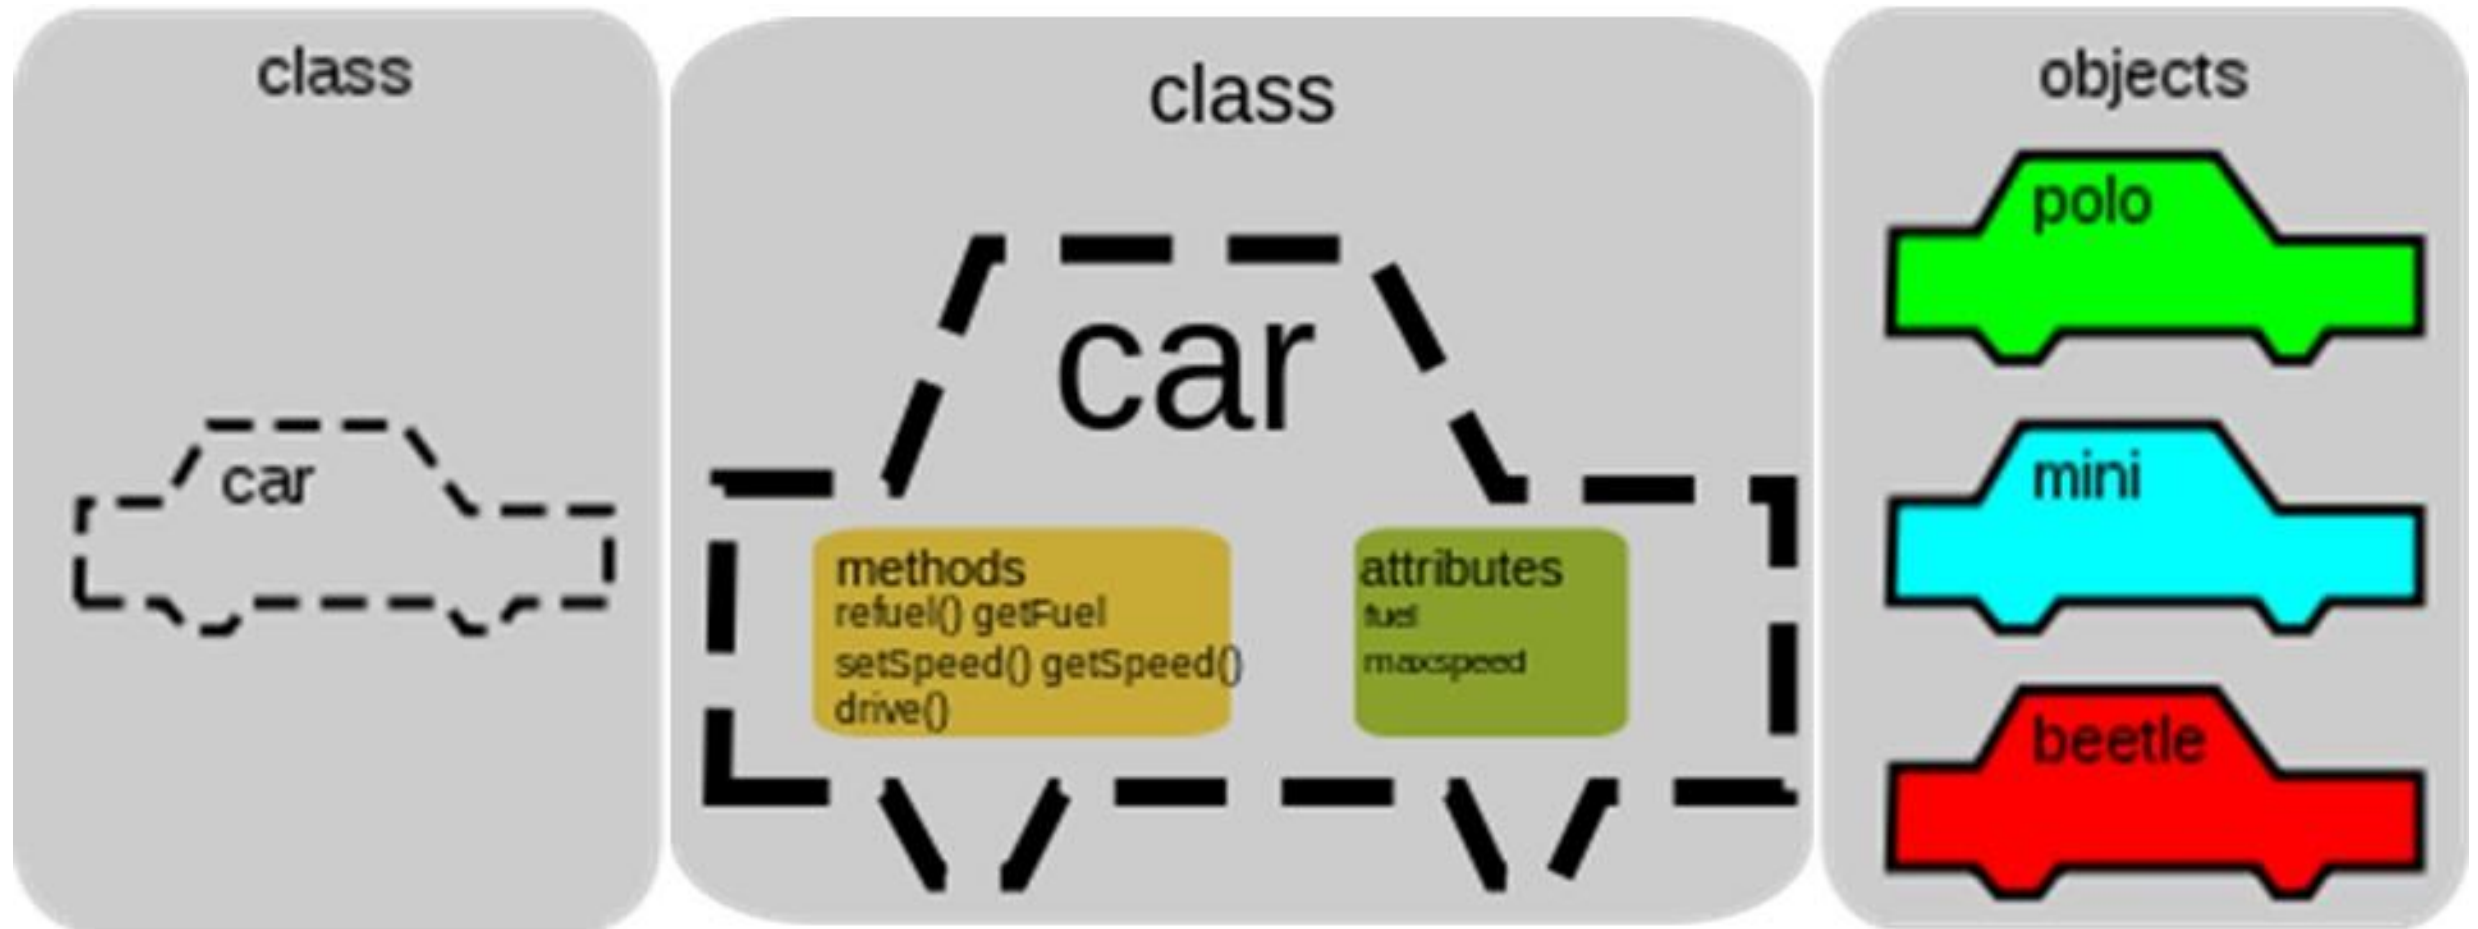 class
car
class
car
methods
refuel() getFuel
setSpeed() getSpeed()
drive()
attributes
fuel
maxspeed
objects
polo
mini
beetle